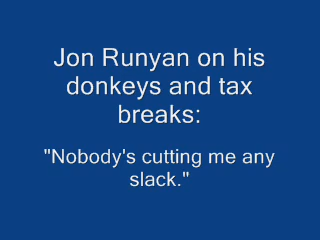 Jon Runyan on his
donkeys and tax
breaks:
"Nobody's cutting me any
slack."